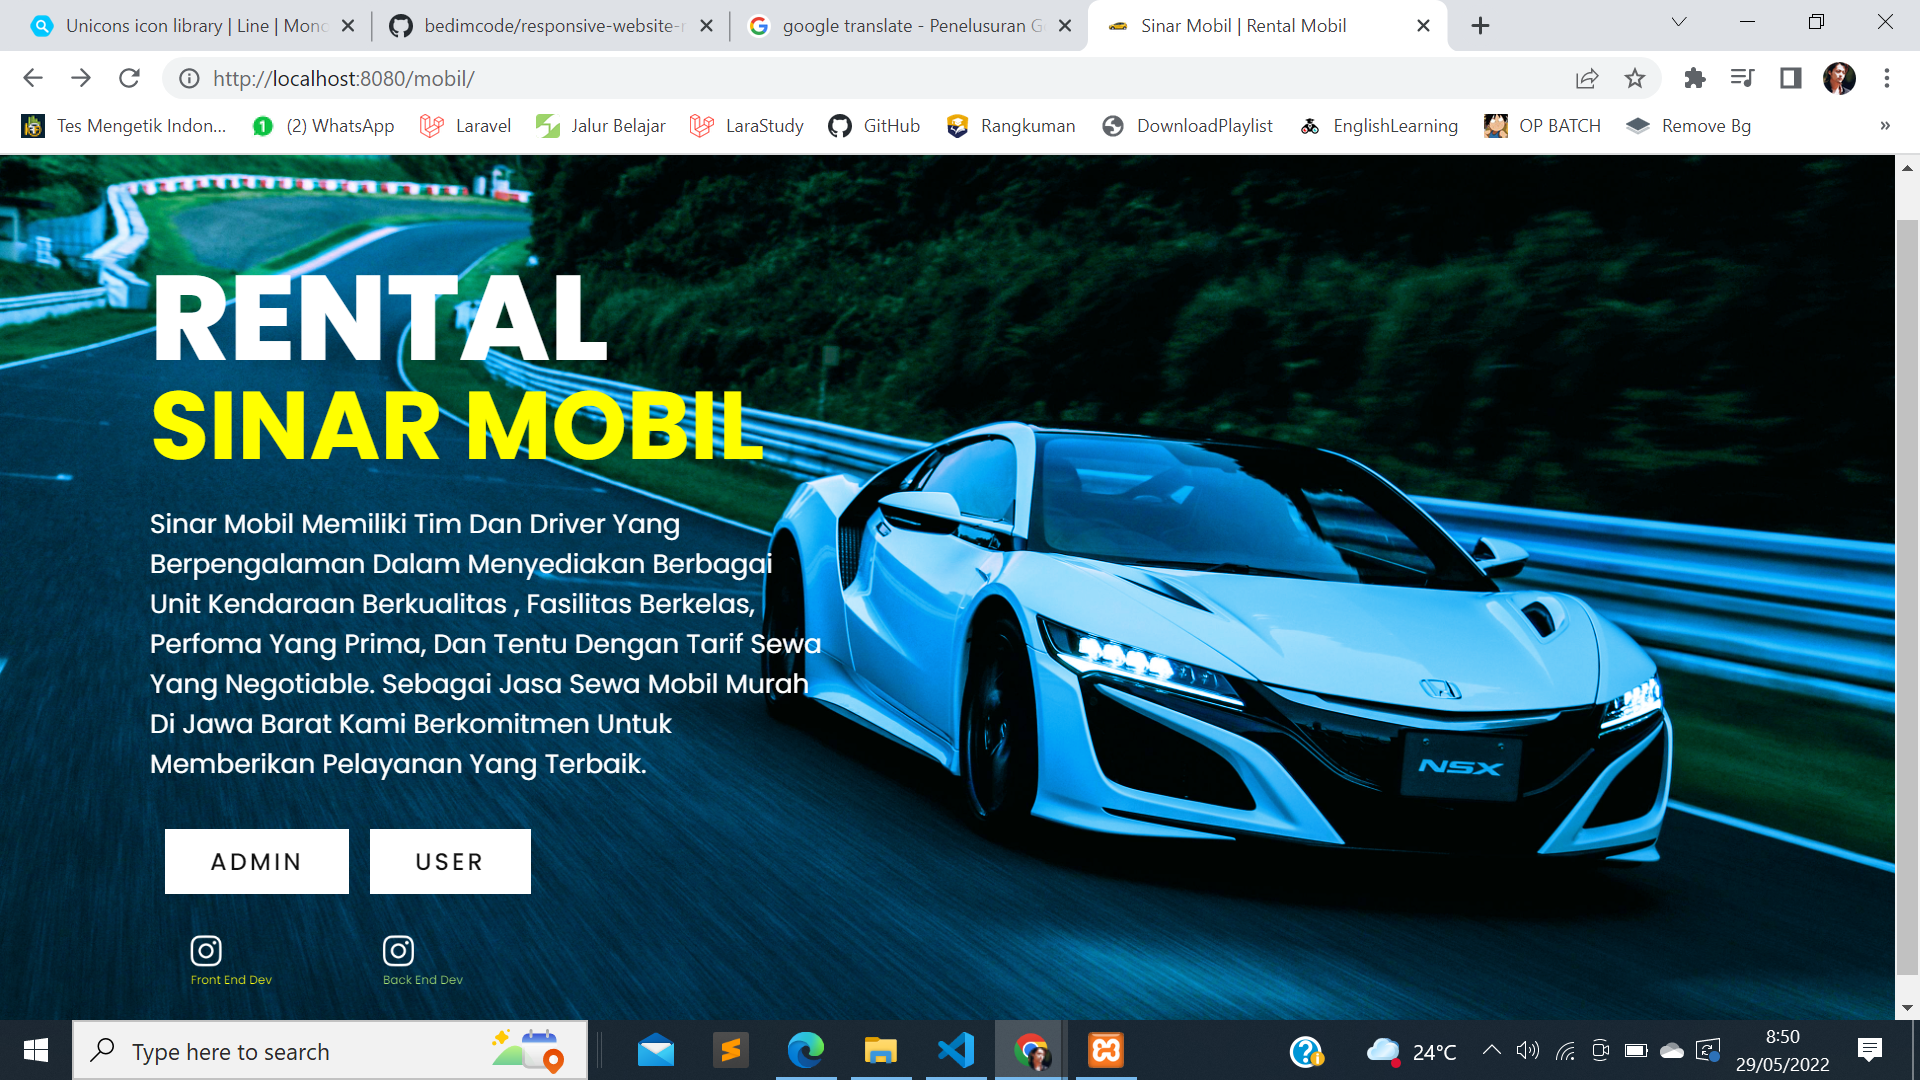 Unicons icon library | Line | Mono
bedimcode/responsive-website-r
google translate - Penelusuran Go
Sinar Mobil | Rental Mobil
http://localhost:8080/mobil/
Tes Mengetik Indon...
(2) WhatsApp
Laravel
Jalur Belajar
LaraStudy
GitHub
Rangkuman
DownloadPlaylist
EnglishLearning
OP BATCH
Remove Bg
»
RENTAL
SINAR MOBIL
Sinar Mobil Memiliki Tim Dan Driver Yang
Berpengalaman Dalam Menyediakan Berbagai
Unit Kendaraan Berkualitas , Fasilitas Berkelas,
Perfoma Yang Prima, Dan Tentu Dengan Tarif Sewa
Yang Negotiable. Sebagai Jasa Sewa Mobil Murah
Di Jawa Barat Kami Berkomitmen Untuk
Memberikan Pelayanan Yang Terbaik.
NSX
ADMIN
USER
Front End Dev
Back End Dev
Type here to search
24°C
8:50
29/05/2022